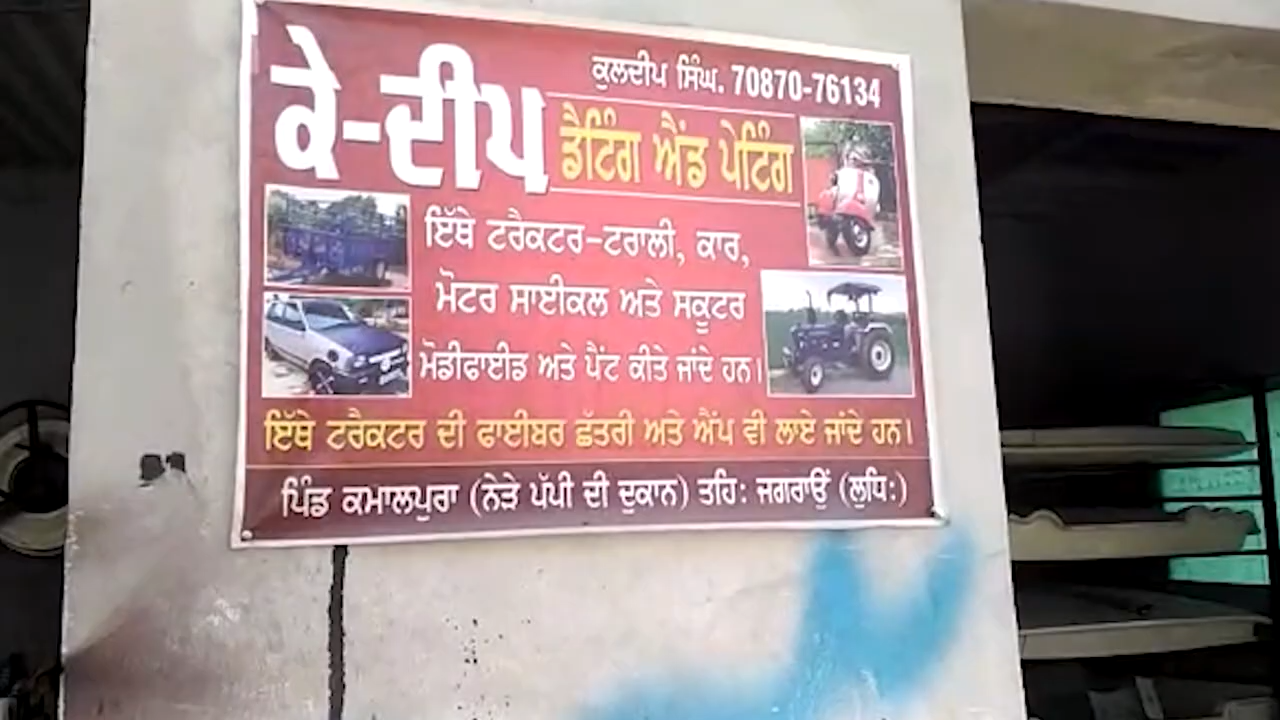 ਕੁਲਦੀਪ ਸਿੰਘ. 70870-76134
ਕੇ-ਦੀਪ
ਡੈਟਿੰਗ ਐਂਡ ਪੇਟਿੰਗ
ਇੱਥੇ ਟਰੈਕਟਰ-ਟਰਾਲੀ, ਕਾਰ,
ਮੋਟਰ ਸਾਈਕਲ ਅਤੇ ਸਕੂਟਰ
ਮੋਡੀਫਾਈਡ ਅਤੇ ਪੈਂਟ ਕੀਤੇ ਜਾਂਦੇ ਹਨ।
ਇੱਥੇ ਟਰੈਕਟਰ ਦੀ ਫਾਈਬਰ ਛੱਤਰੀ ਅਤੇ ਐਂਪ ਵੀ ਲਾਏ ਜਾਂਦੇ ਹਨ।
ਪਿੰਡ ਕਮਾਲਪੁਰਾ (ਨੇੜੇ ਪੱਪੀ ਦੀ ਦੁਕਾਨ) ਤਹਿ: ਜਗਰਾਉਂ (ਲੁਧਿ:)